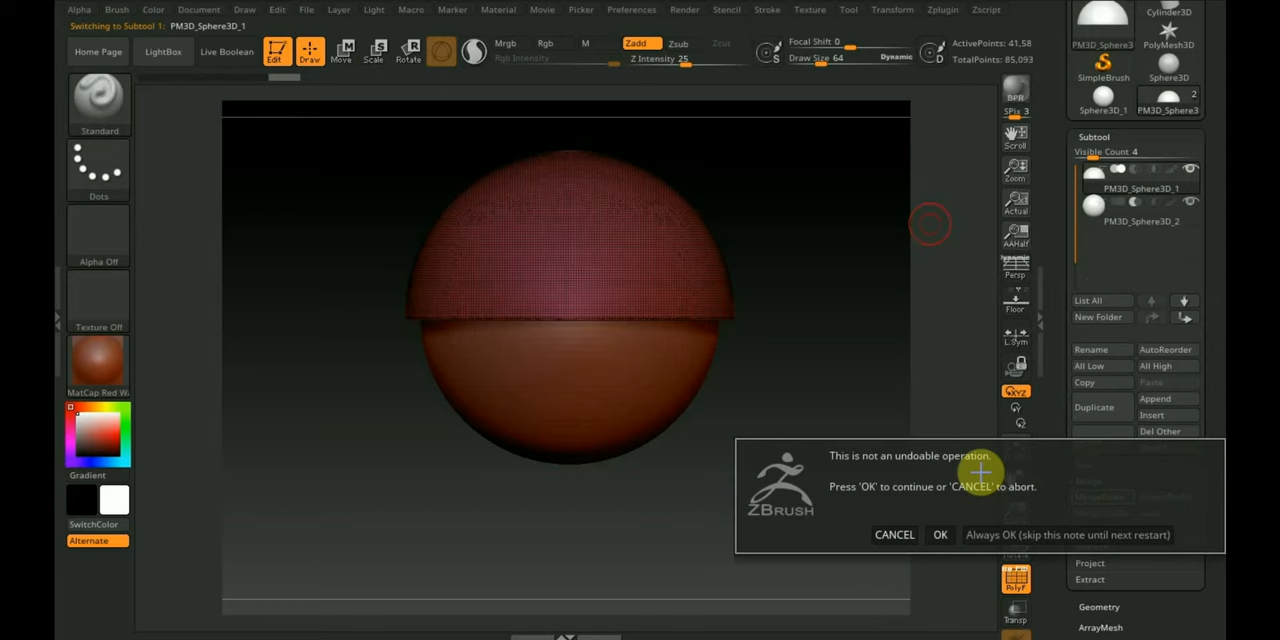 Alpha Brush Color Document Draw Edit File Layer Light Macro Marker Material Movie Picker Preferences Render Stencil Stroke Texture Tool Transform Zplugin Zscript
Switching to Subtool 1: PM3D_Sphere3D_1
Home Page
LightBox
Live Boolean
Edit
Draw
Move
Scale
Rotate
Mrgb
Rgb
M
Rgb Intensity
Zadd
Zsub
Zcut
Z Intensity 25
Focal Shift 0
Draw Size 64
Dynamic
ActivePoints: 41,58
TotalPoints: 85,093
Standard
Dots
Alpha Off
Texture Off
MatCap Red W
Gradient
SwitchColor
Alternate
BPR
SPix 3
Scroll
Zoom
Actual
AAHalf
Dynamic
Persp
Floor
L.Sym
XYZ
PolyF
Transp
Cylinder3D
PM3D_Sphere3
PolyMesh3D
SimpleBrush
Sphere3D
Sphere3D_1
2
PM3D_Sphere3
Subtool
Visible Count 4
PM3D_Sphere3D_1
PM3D_Sphere3D_2
List All
New Folder
Rename
AutoReorder
All Low
All High
Copy
Paste
Duplicate
Append
Insert
Del Other
This is not an undoable operation.
Press 'OK' to continue or 'CANCEL' to abort.
ZBRUSH
CANCEL
OK
Always OK (skip this note until next restart)
Project
Extract
Geometry
ArrayMesh